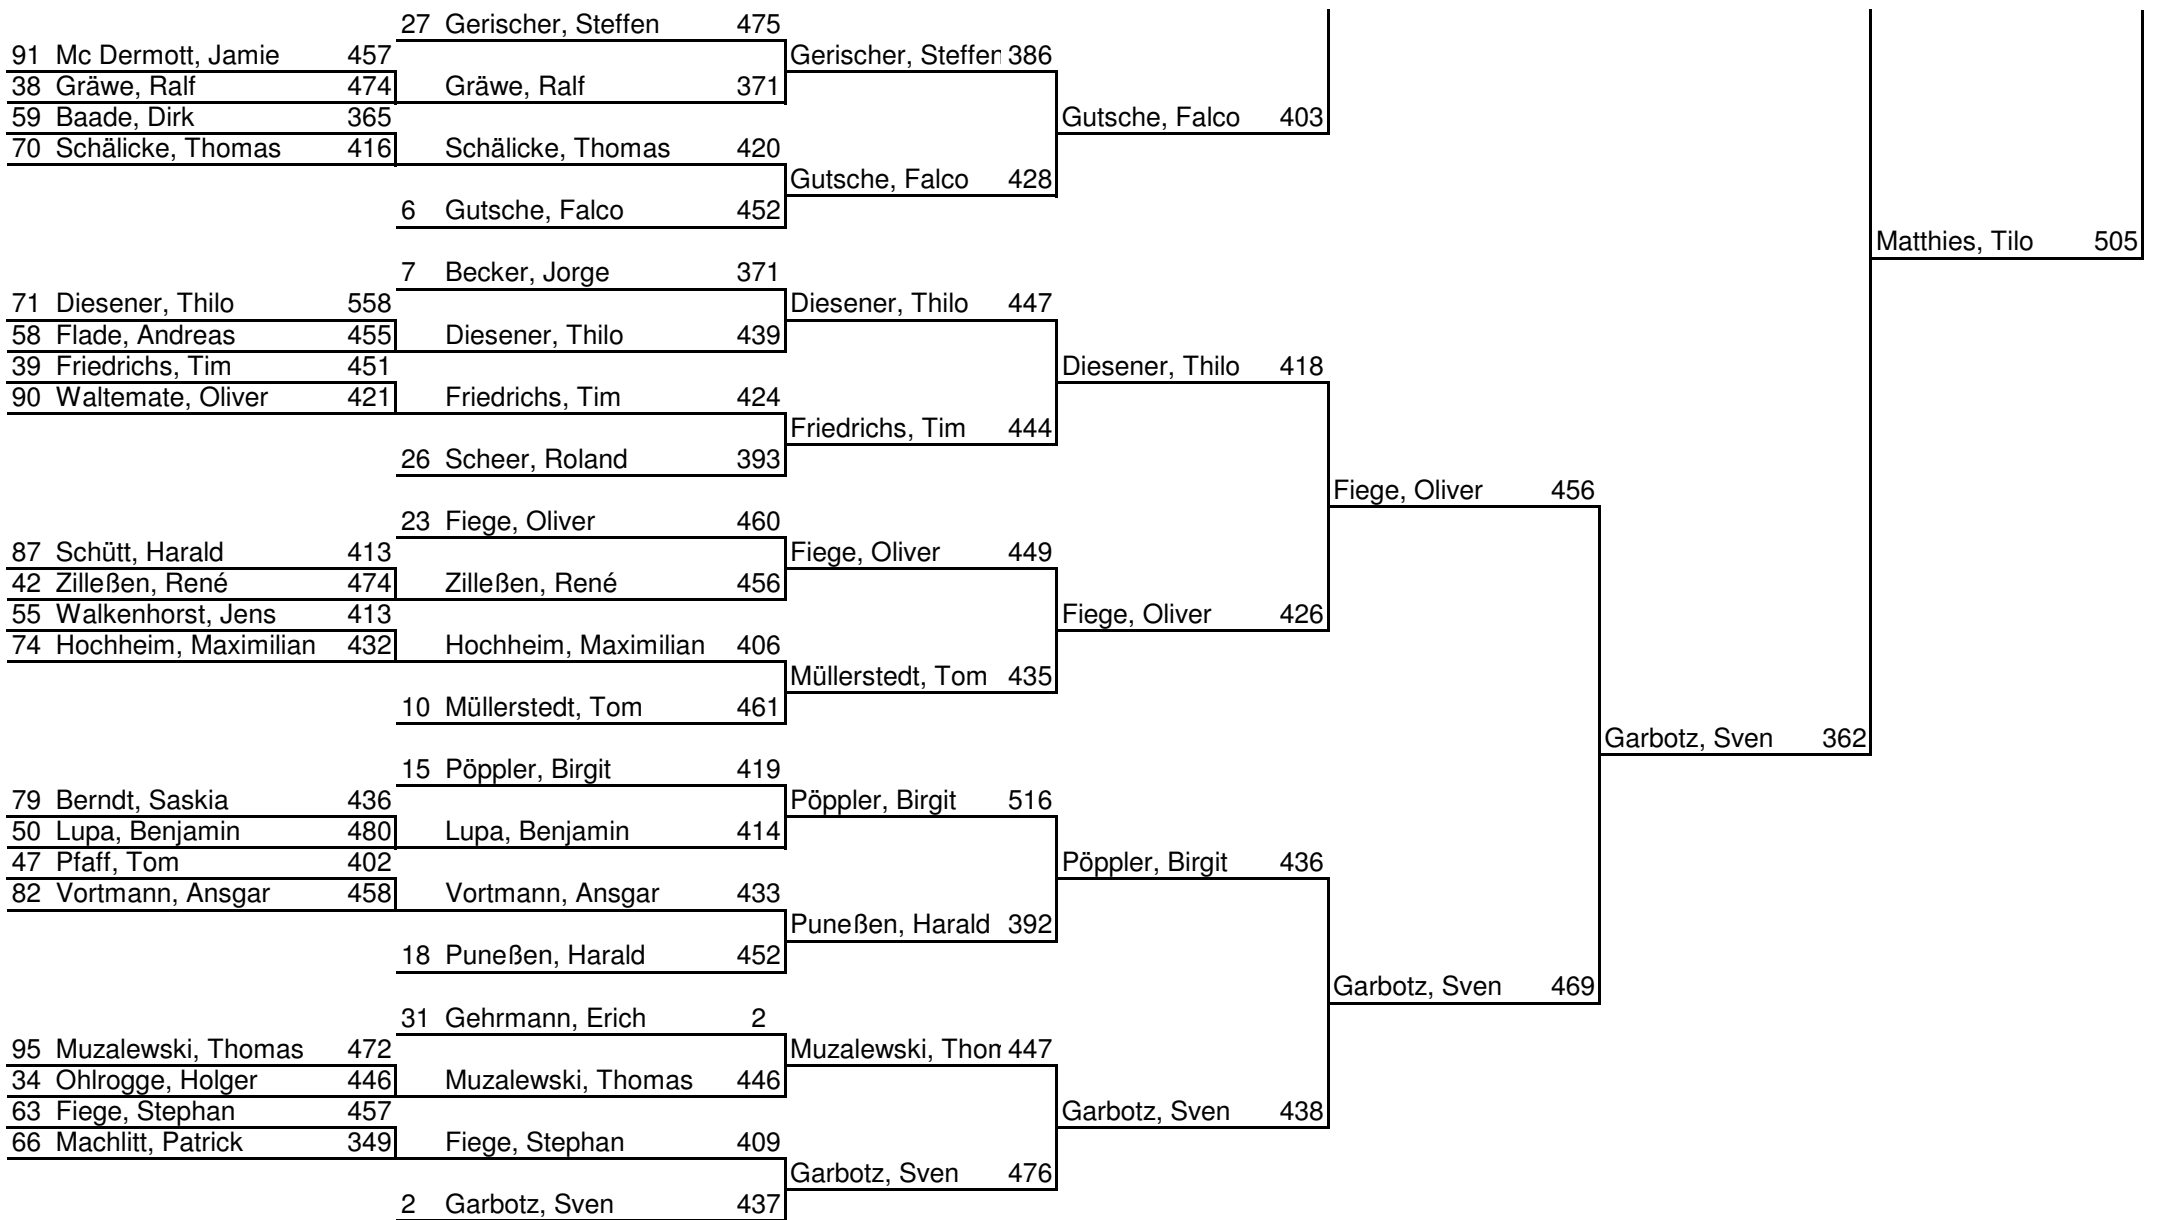 27 Gerischer, Steffen 475
91 Mc Dermott, Jamie 457 Gerischer, Steffen 386
38 Gräwe, Ralf 474 Gräwe, Ralf 371
59 Baade, Dirk 365 Gutsche, Falco 403
70 Schälicke, Thomas 416 Schälicke, Thomas 420
Gutsche, Falco 428
6 Gutsche, Falco 452
Matthies, Tilo 505
7 Becker, Jorge 371
71 Diesener, Thilo 558 Diesener, Thilo 447
58 Flade, Andreas 455 Diesener, Thilo 439
39 Friedrichs, Tim 451 Diesener, Thilo 418
90 Waltemate, Oliver 421 Friedrichs, Tim 424
Friedrichs, Tim 444
26 Scheer, Roland 393
Fiege, Oliver 456
23 Fiege, Oliver 460
87 Schütt, Harald 413 Fiege, Oliver 449
42 Zilleßen, René 474 Zilleßen, René 456
55 Walkenhorst, Jens 413 Fiege, Oliver 426
74 Hochheim, Maximilian 432 Hochheim, Maximilian 406
Müllerstedt, Tom 435
10 Müllerstedt, Tom 461
Garbotz, Sven 362
15 Pöppler, Birgit 419
79 Berndt, Saskia 436 Pöppler, Birgit 516
50 Lupa, Benjamin 480 Lupa, Benjamin 414
47 Pfaff, Tom 402 Pöppler, Birgit 436
82 Vortmann, Ansgar 458 Vortmann, Ansgar 433
Puneßen, Harald 392
18 Puneßen, Harald 452
Garbotz, Sven 469
31 Gehrmann, Erich 2
95 Muzalewski, Thomas 472 Muzalewski, Thom 447
34 Ohlrogge, Holger 446 Muzalewski, Thomas 446
63 Fiege, Stephan 457 Garbotz, Sven 438
66 Machlitt, Patrick 349 Fiege, Stephan 409
Garbotz, Sven 476
2 Garbotz, Sven 437